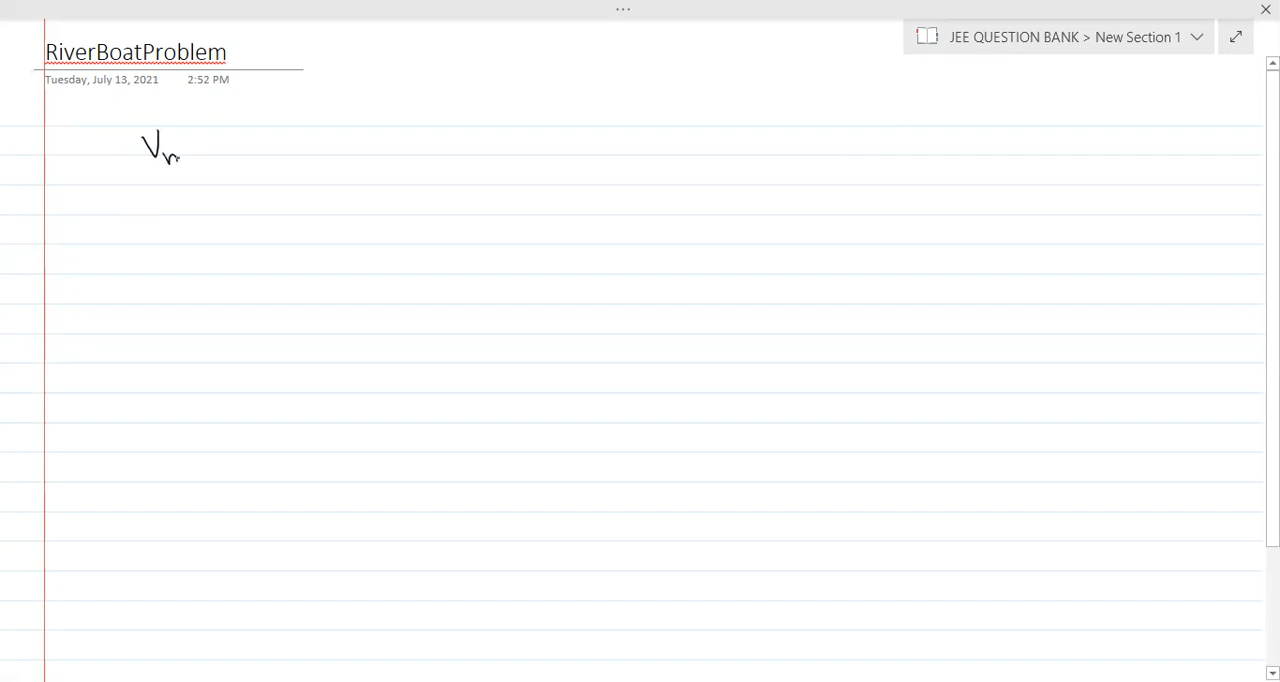 ...
JEE QUESTION BANK > New Section 1
RiverBoatProblem
Tuesday, July 13, 2021 2:52 PM
Vr